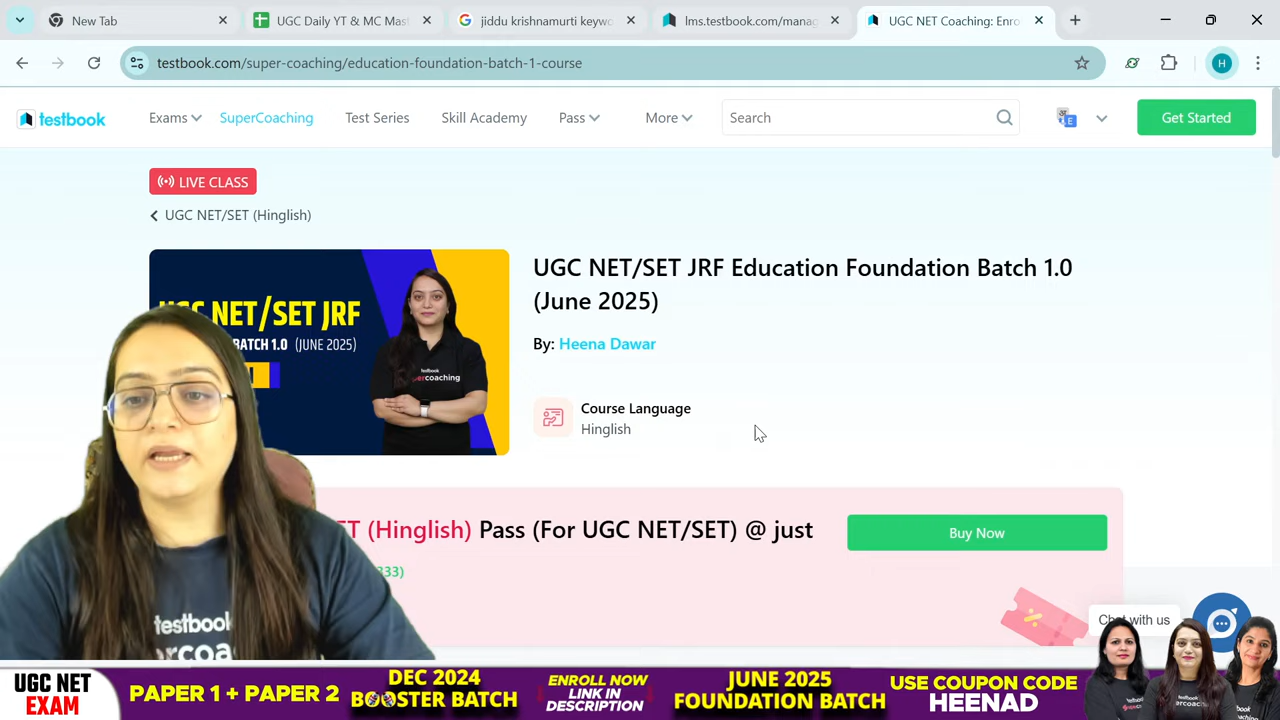 New Tab
UGC Daily YT & MC Mast
jiddu krishnamurti keywo
lms.testbook.com/manag
UGC NET Coaching: Enro
testbook.com/super-coaching/education-foundation-batch-1-course
H
testbook
Exams
SuperCoaching
Test Series
Skill Academy
Pass
More
Search
E
Get Started
LIVE CLASS
UGC NET/SET (Hinglish)
NET/SET JRF
BATCH 1.0 (JUNE 2025)
testbook
supercoaching
UGC NET/SET JRF Education Foundation Batch 1.0
(June 2025)
By: Heena Dawar
Course Language
Hinglish
(Hinglish) Pass (For UGC NET/SET) @ just
Buy Now
333)
testbook
Chat with us
UGC NET
EXAM
PAPER 1 + PAPER 2
DEC 2024
BOOSTER BATCH
ENROLL NOW
LINK IN
DESCRIPTION
JUNE 2025
FOUNDATION BATCH
USE COUPON CODE
HEENAD